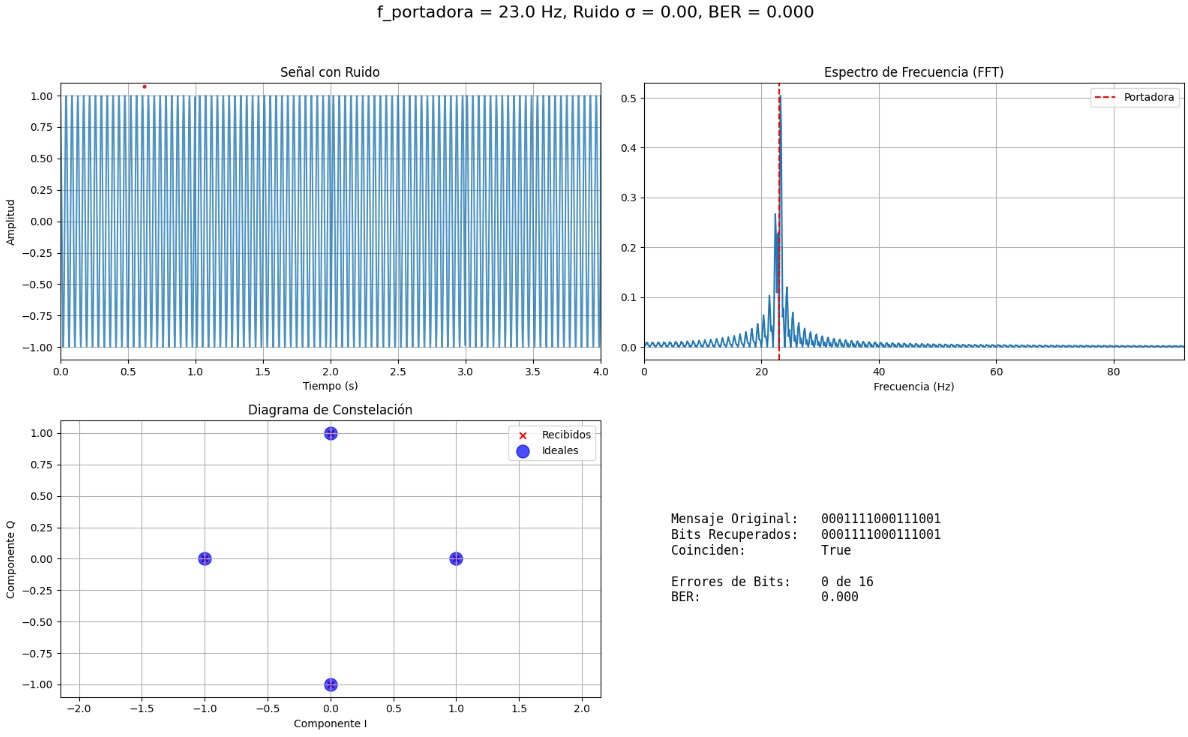 f_portadora = 23.0 Hz, Ruido σ = 0.00, BER = 0.000
Señal con Ruido
Amplitud
1.00
0.75
0.50
0.25
0.00
−0.25
−0.50
−0.75
−1.00
0.0 0.5 1.0 1.5 2.0 2.5 3.0 3.5 4.0
Tiempo (s)
Espectro de Frecuencia (FFT)
Portadora
0.5
0.4
0.3
0.2
0.1
0.0
0 20 40 60 80
Frecuencia (Hz)
Diagrama de Constelación
Recibidos
Ideales
Componente Q
1.00
0.75
0.50
0.25
0.00
−0.25
−0.50
−0.75
−1.00
−2.0 −1.5 −1.0 −0.5 0.0 0.5 1.0 1.5 2.0
Componente I
Mensaje Original: 0001111000111001
Bits Recuperados: 0001111000111001
Coinciden: True
Errores de Bits: 0 de 16
BER: 0.000